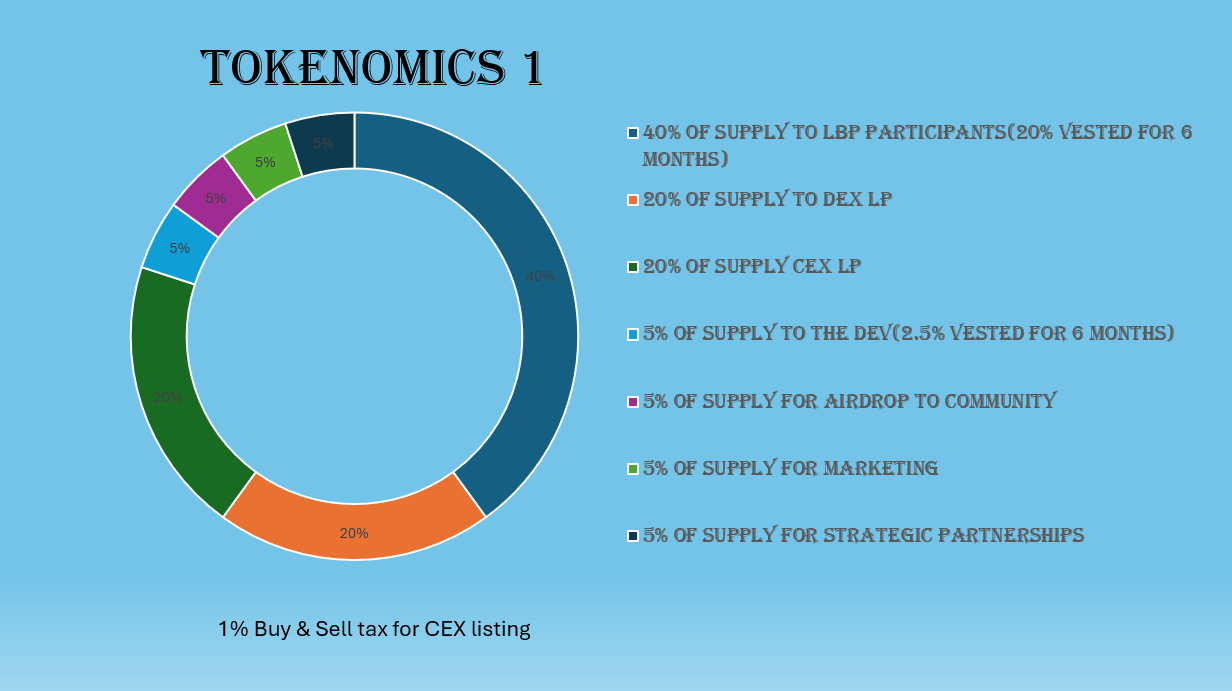 TOKENOMICS 1
5%
5%
5%
5%
40%
20%
20%
40% OF SUPPLY TO LBP PARTICIPANTS(20% VESTED FOR 6
MONTHS)
20% OF SUPPLY TO DEX LP
20% OF SUPPLY CEX LP
5% OF SUPPLY TO THE DEV(2.5% VESTED FOR 6 MONTHS)
5% OF SUPPLY FOR AIRDROP TO COMMUNITY
5% OF SUPPLY FOR MARKETING
5% OF SUPPLY FOR STRATEGIC PARTNERSHIPS
1% Buy & Sell tax for CEX listing